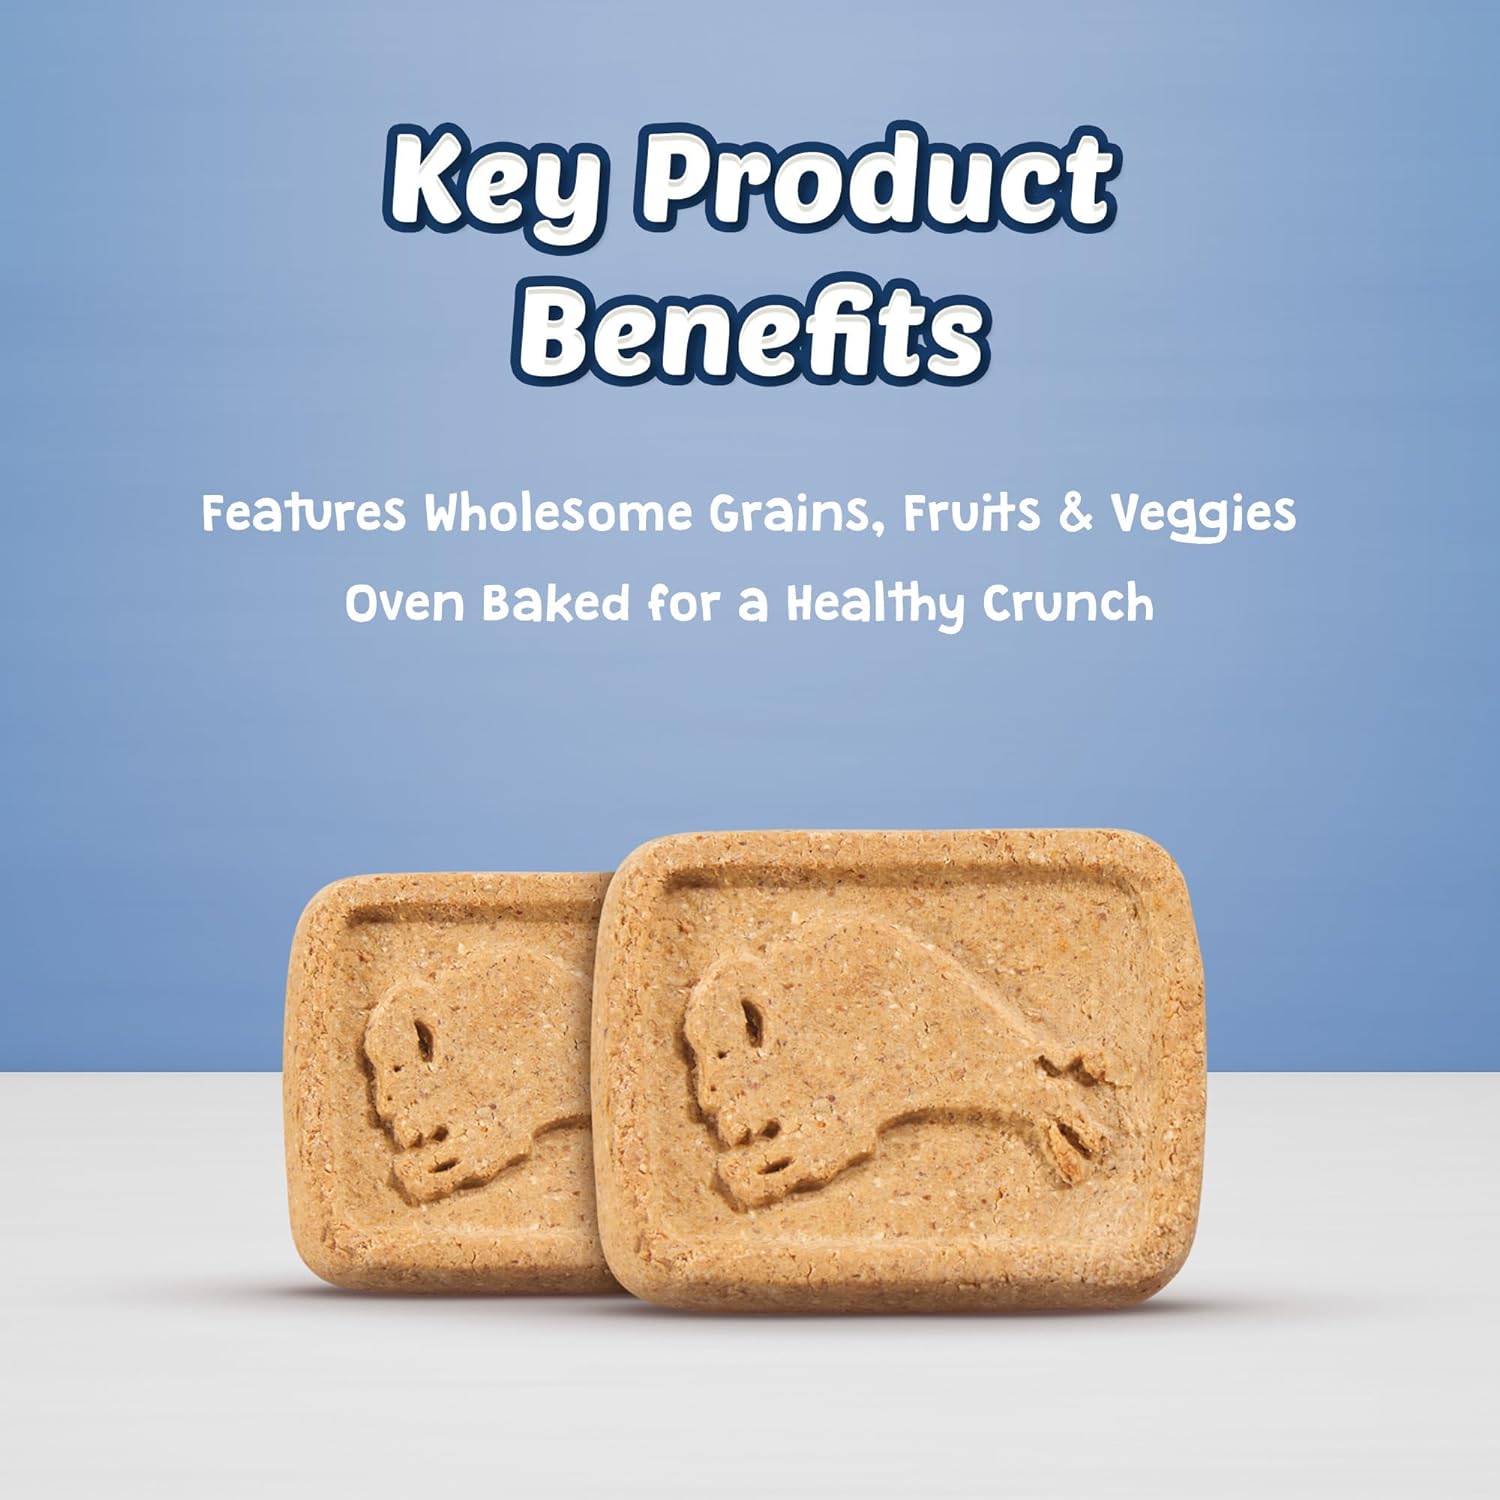 Key Product
Benefits
Features Wholesome Grains, Fruits & Veggies
Oven Baked for a Healthy Crunch